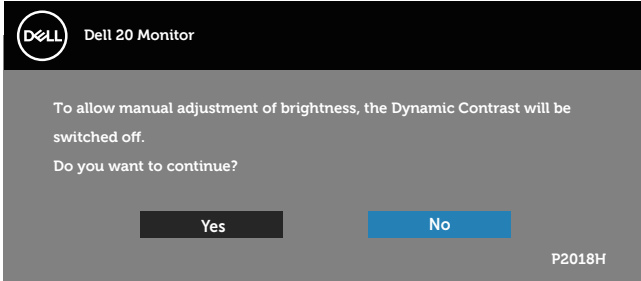 DELL
Dell 20 Monitor
To allow manual adjustment of brightness, the Dynamic Contrast will be
switched off.
Do you want to continue?
Yes
No
P2018H